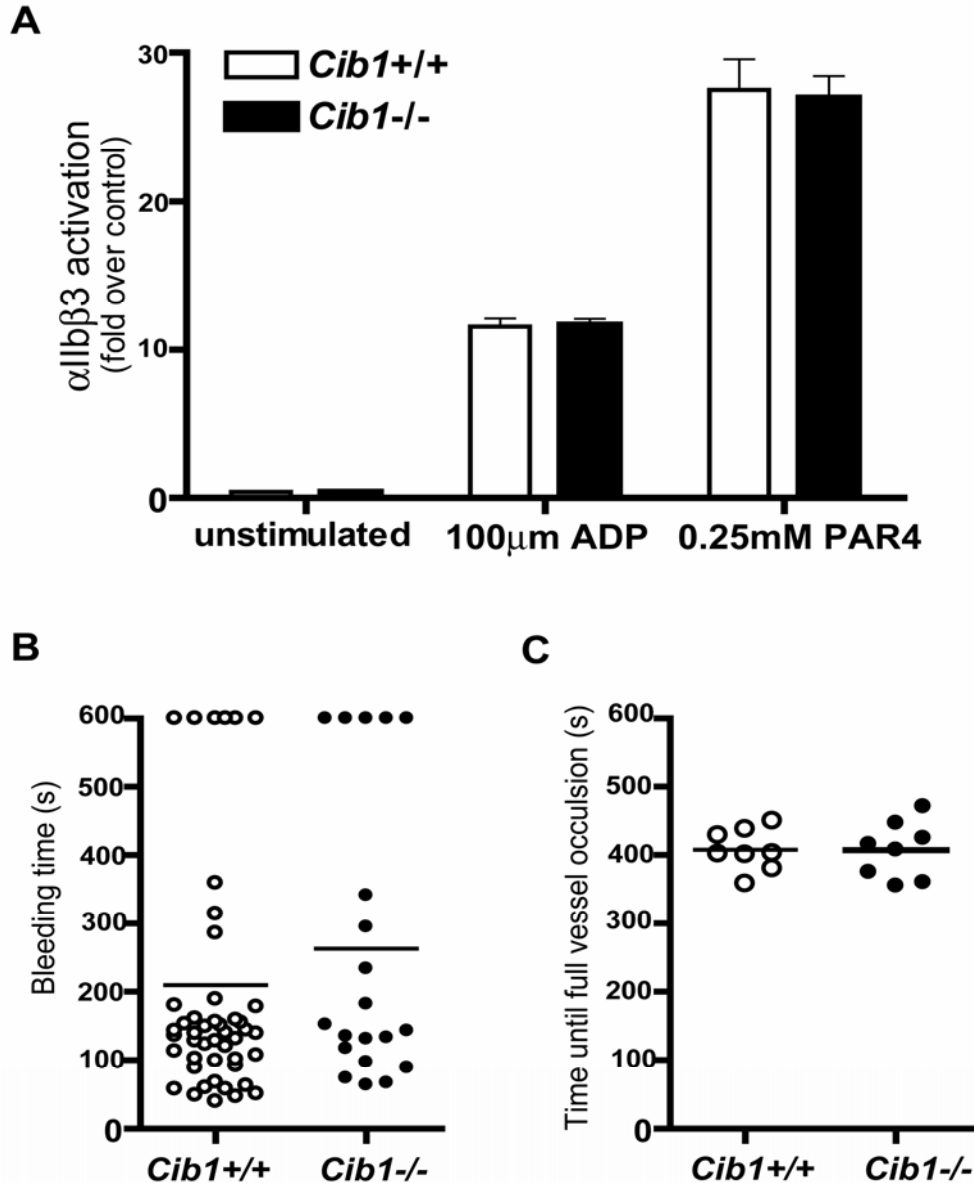 A
Cib1+/+
Cib1-/-
αIIbβ3 activation
(fold over control)
30
20
10
0
unstimulated
100μm ADP
0.25mM PAR4
B
Bleeding time (s)
600
500
400
300
200
100
0
Cib1+/+
Cib1-/-
C
Time until full vessel occulsion (s)
600
500
400
300
200
100
0
Cib1+/+
Cib1-/-